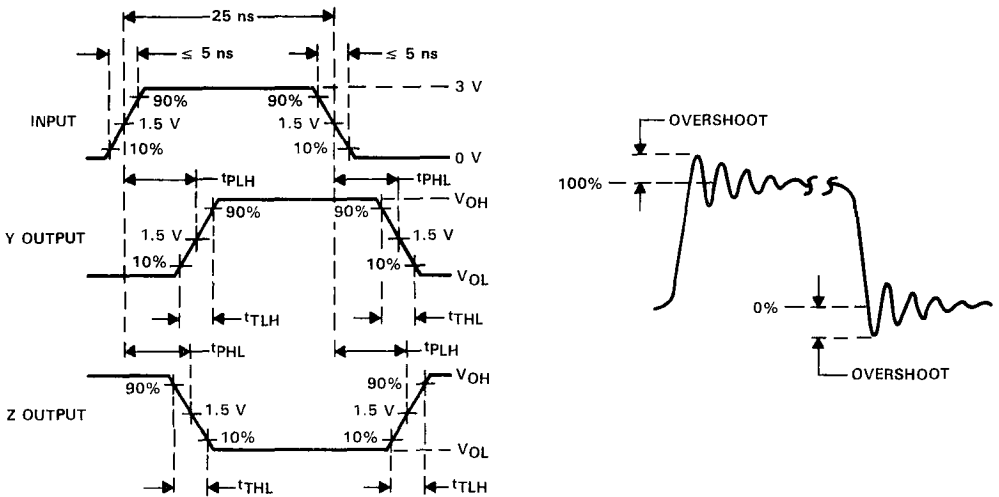 25 ns
≤ 5 ns
≤ 5 ns
3 V
90%
90%
INPUT
1.5 V
1.5 V
10%
10%
0 V
tPLH
tPHL
VOH
90%
90%
Y OUTPUT
1.5 V
1.5 V
10%
10%
VOL
tTLH
tTHL
tPHL
tPLH
VOH
90%
90%
Z OUTPUT
1.5 V
1.5 V
10%
10%
VOL
tTHL
tTLH
OVERSHOOT
100%
0%
OVERSHOOT